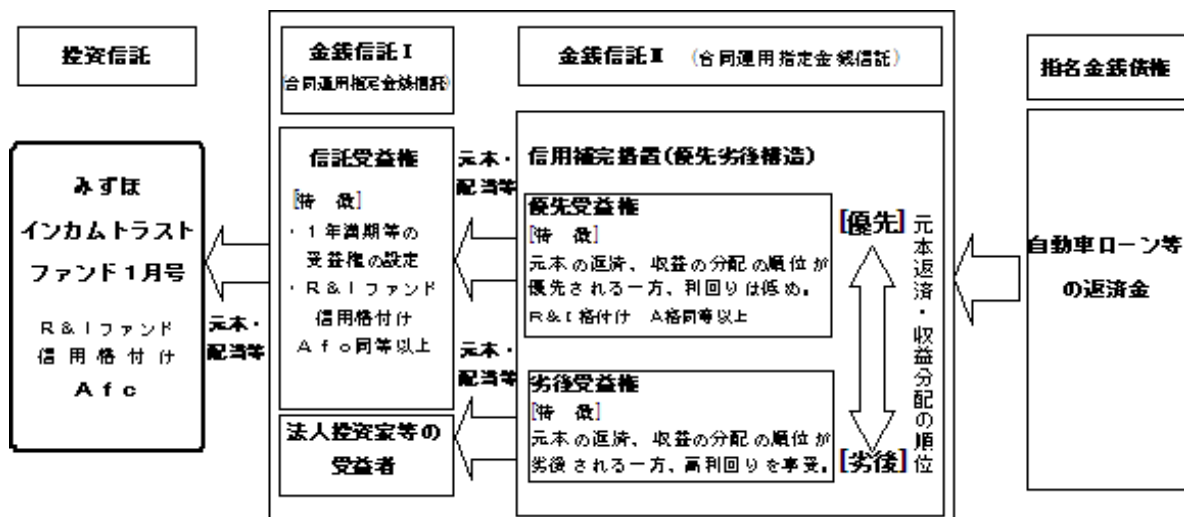 投資信託
みずほ
インカムトラスト
ファンド1月号
R&Iファンド
信用格付け
Afc
元本・
配当等
金銭信託Ⅰ
(合同運用指定金銭信託)
信託受益権
[特 徴]
・1年満期等の
受益権の設定
・R&Iファンド
信用格付け
Afc同等以上
法人投資家等の
受益者
元本・
配当等
元本・
配当等
金銭信託Ⅱ (合同運用指定金銭信託)
信用補完措置(優先劣後構造)
優先受益権
[特 徴]
元本の返済、収益の分配の順位が
優先される一方、利回りは低め。
R&I格付け A格同等以上
劣後受益権
[特 徴]
元本の返済、収益の分配の順位が
劣後される一方、高利回りを享受。
[優先]
[劣後]
元本返済・収益分配の順位
指名金銭債権
自動車ローン等
の返済金